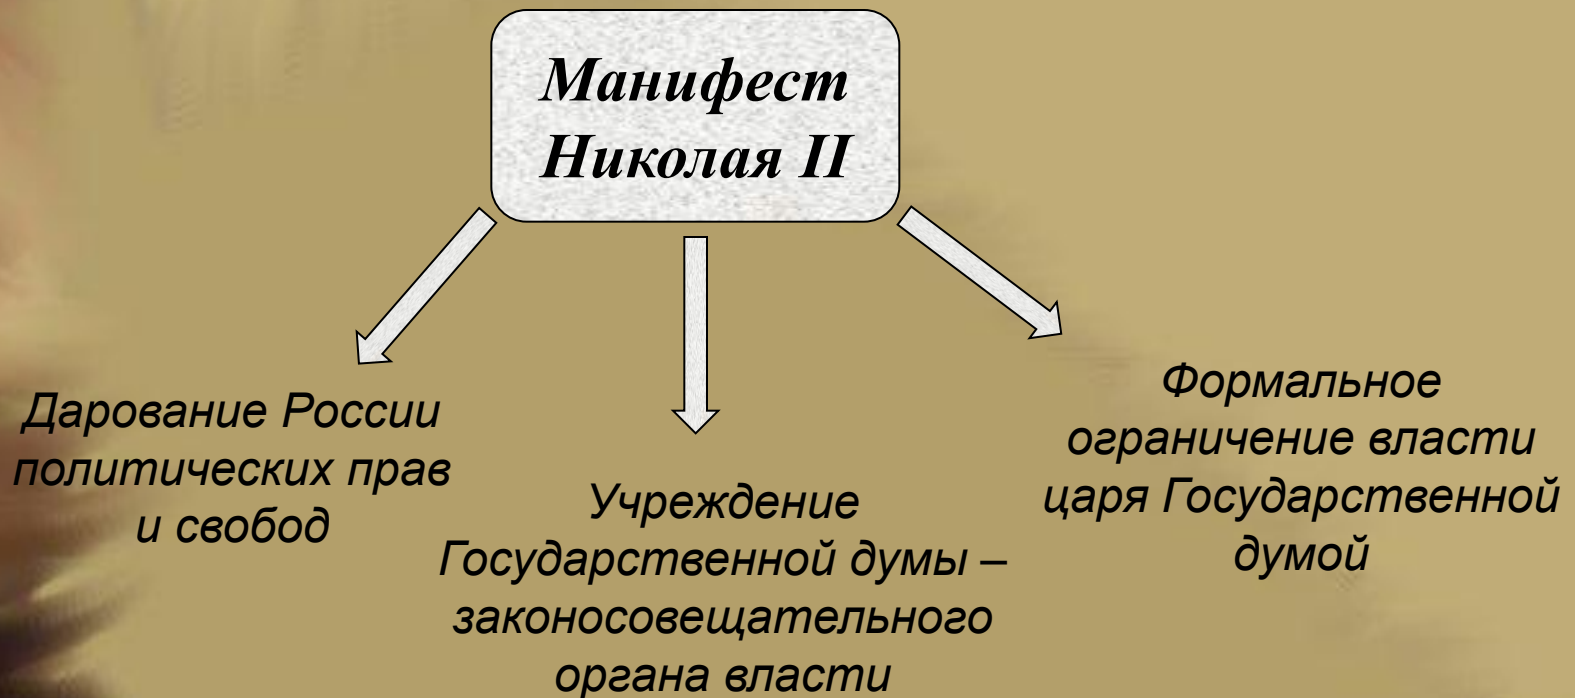 Манифест
Николая II
Дарование России
политических прав
и свобод
Учреждение
Государственной думы –
законосовещательного
органа власти
Формальное
ограничение власти
царя Государственной
думой